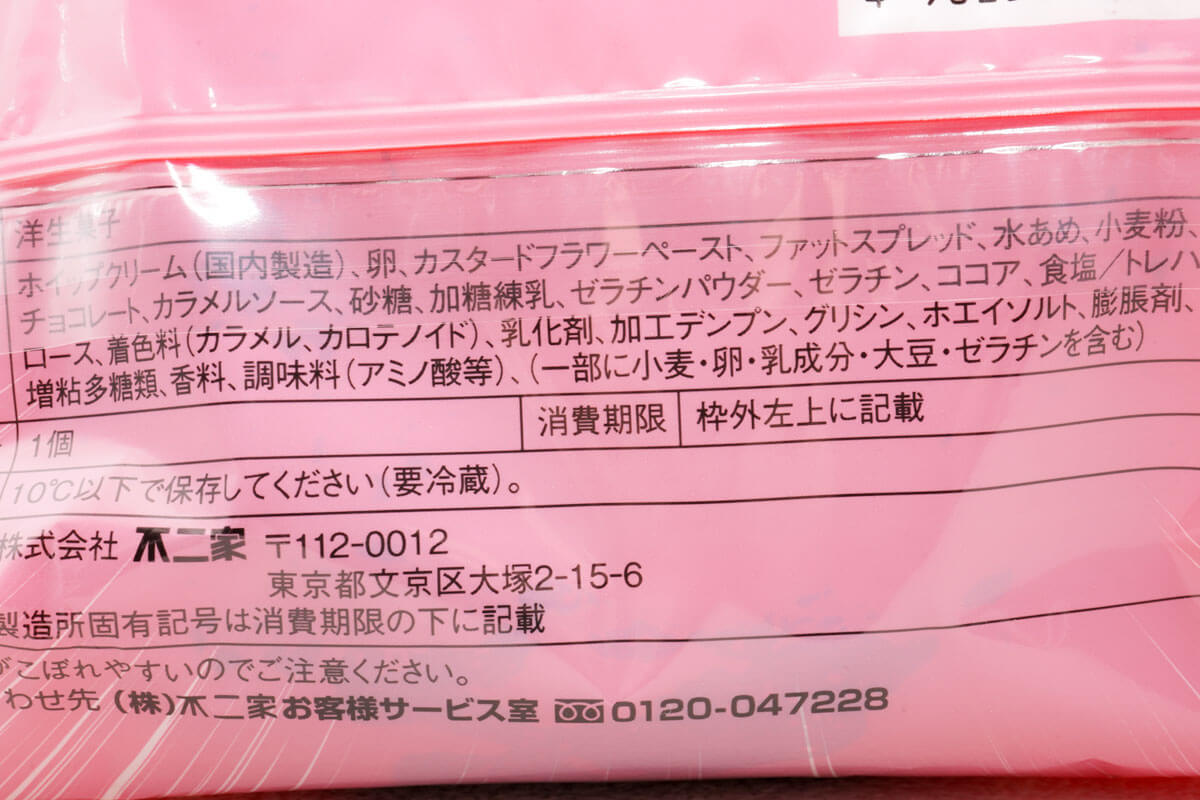 洋生菓子
ホイップクリーム(国内製造)、卵、カスタードフラワーペースト、ファットスプレッド、水あめ、小麦粉、
チョコレート、カラメルソース、砂糖、加糖練乳、ゼラチンパウダー、ゼラチン、ココア、食塩／トレハ
ロース、着色料(カラメル、カロテノイド)、乳化剤、加工デンプン、グリシン、ホエイソルト、膨脹剤、
増粘多糖類、香料、調味料(アミノ酸等)、(一部に小麦・卵・乳成分・大豆・ゼラチンを含む)
1個 消費期限 枠外左上に記載
10℃以下で保存してください(要冷蔵)。
株式会社 不二家 〒112-0012
東京都文京区大塚2-15-6
製造所固有記号は消費期限の下に記載
がこぼれやすいのでご注意ください。
わせ先 (株)不二家お客様サービス室 0120-047228